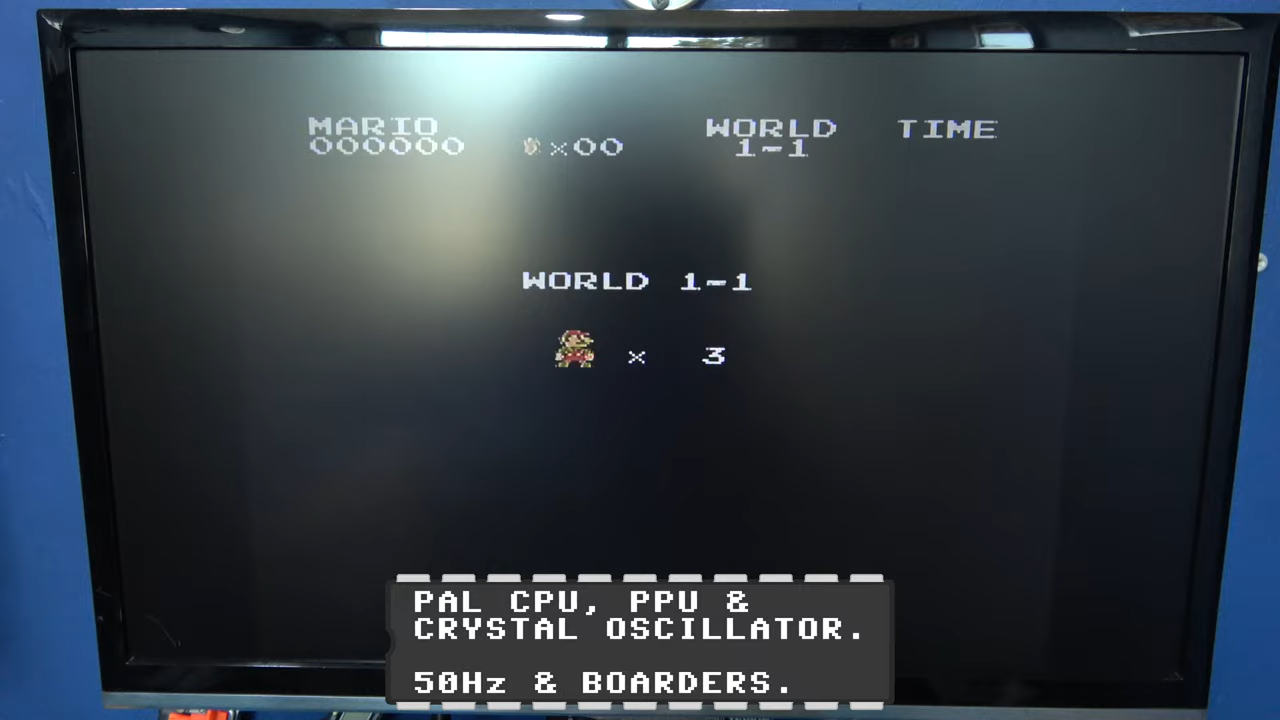 MARIO WORLD TIME
000000 ×00 1-1
WORLD 1-1
× 3
PAL CPU, PPU &
CRYSTAL OSCILLATOR.
50Hz & BOARDERS.